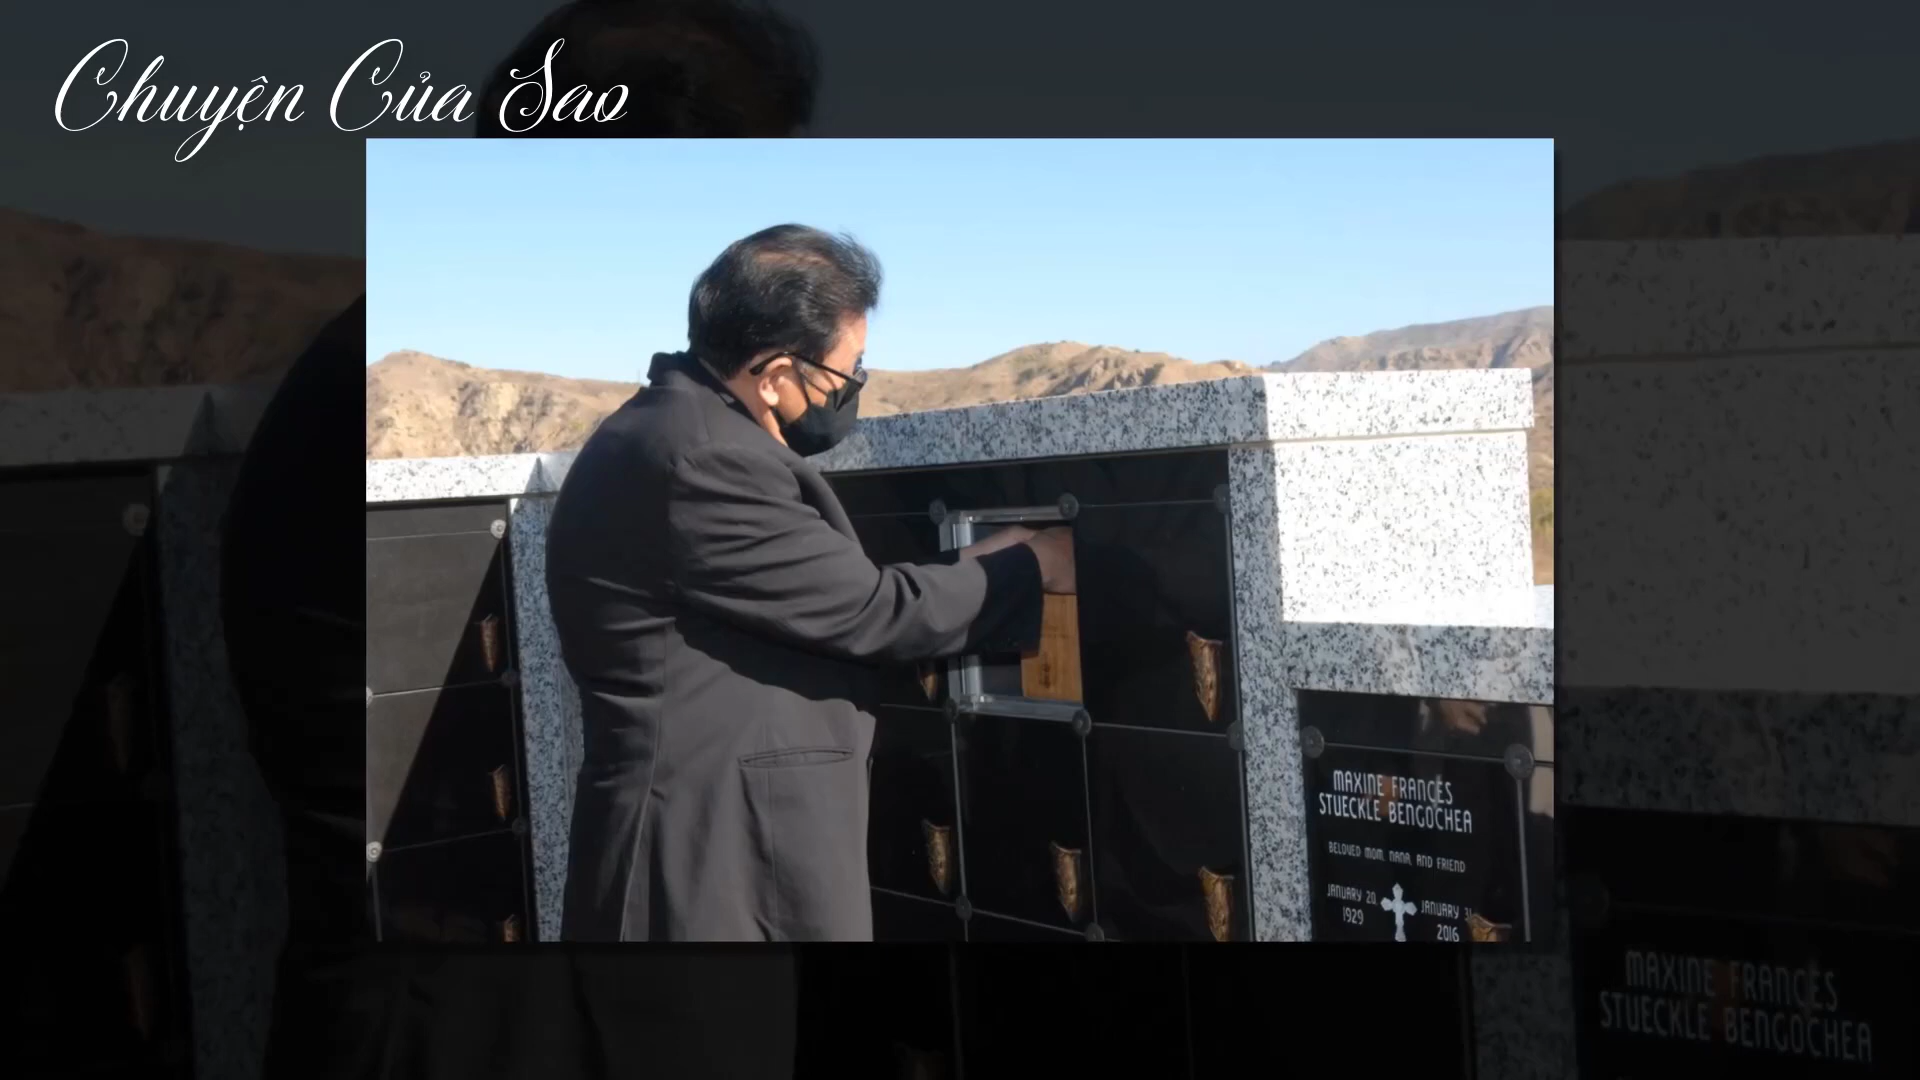 Chuyện Của Sao
MAXINE FRANCES
STUECKLE BENGOCHEA
BELOVED MOM, NANA, AND FRIEND
JANUARY 20, JANUARY 31,
1929 2016
MAXINE FRANCES
STUECKLE BENGOCHEA